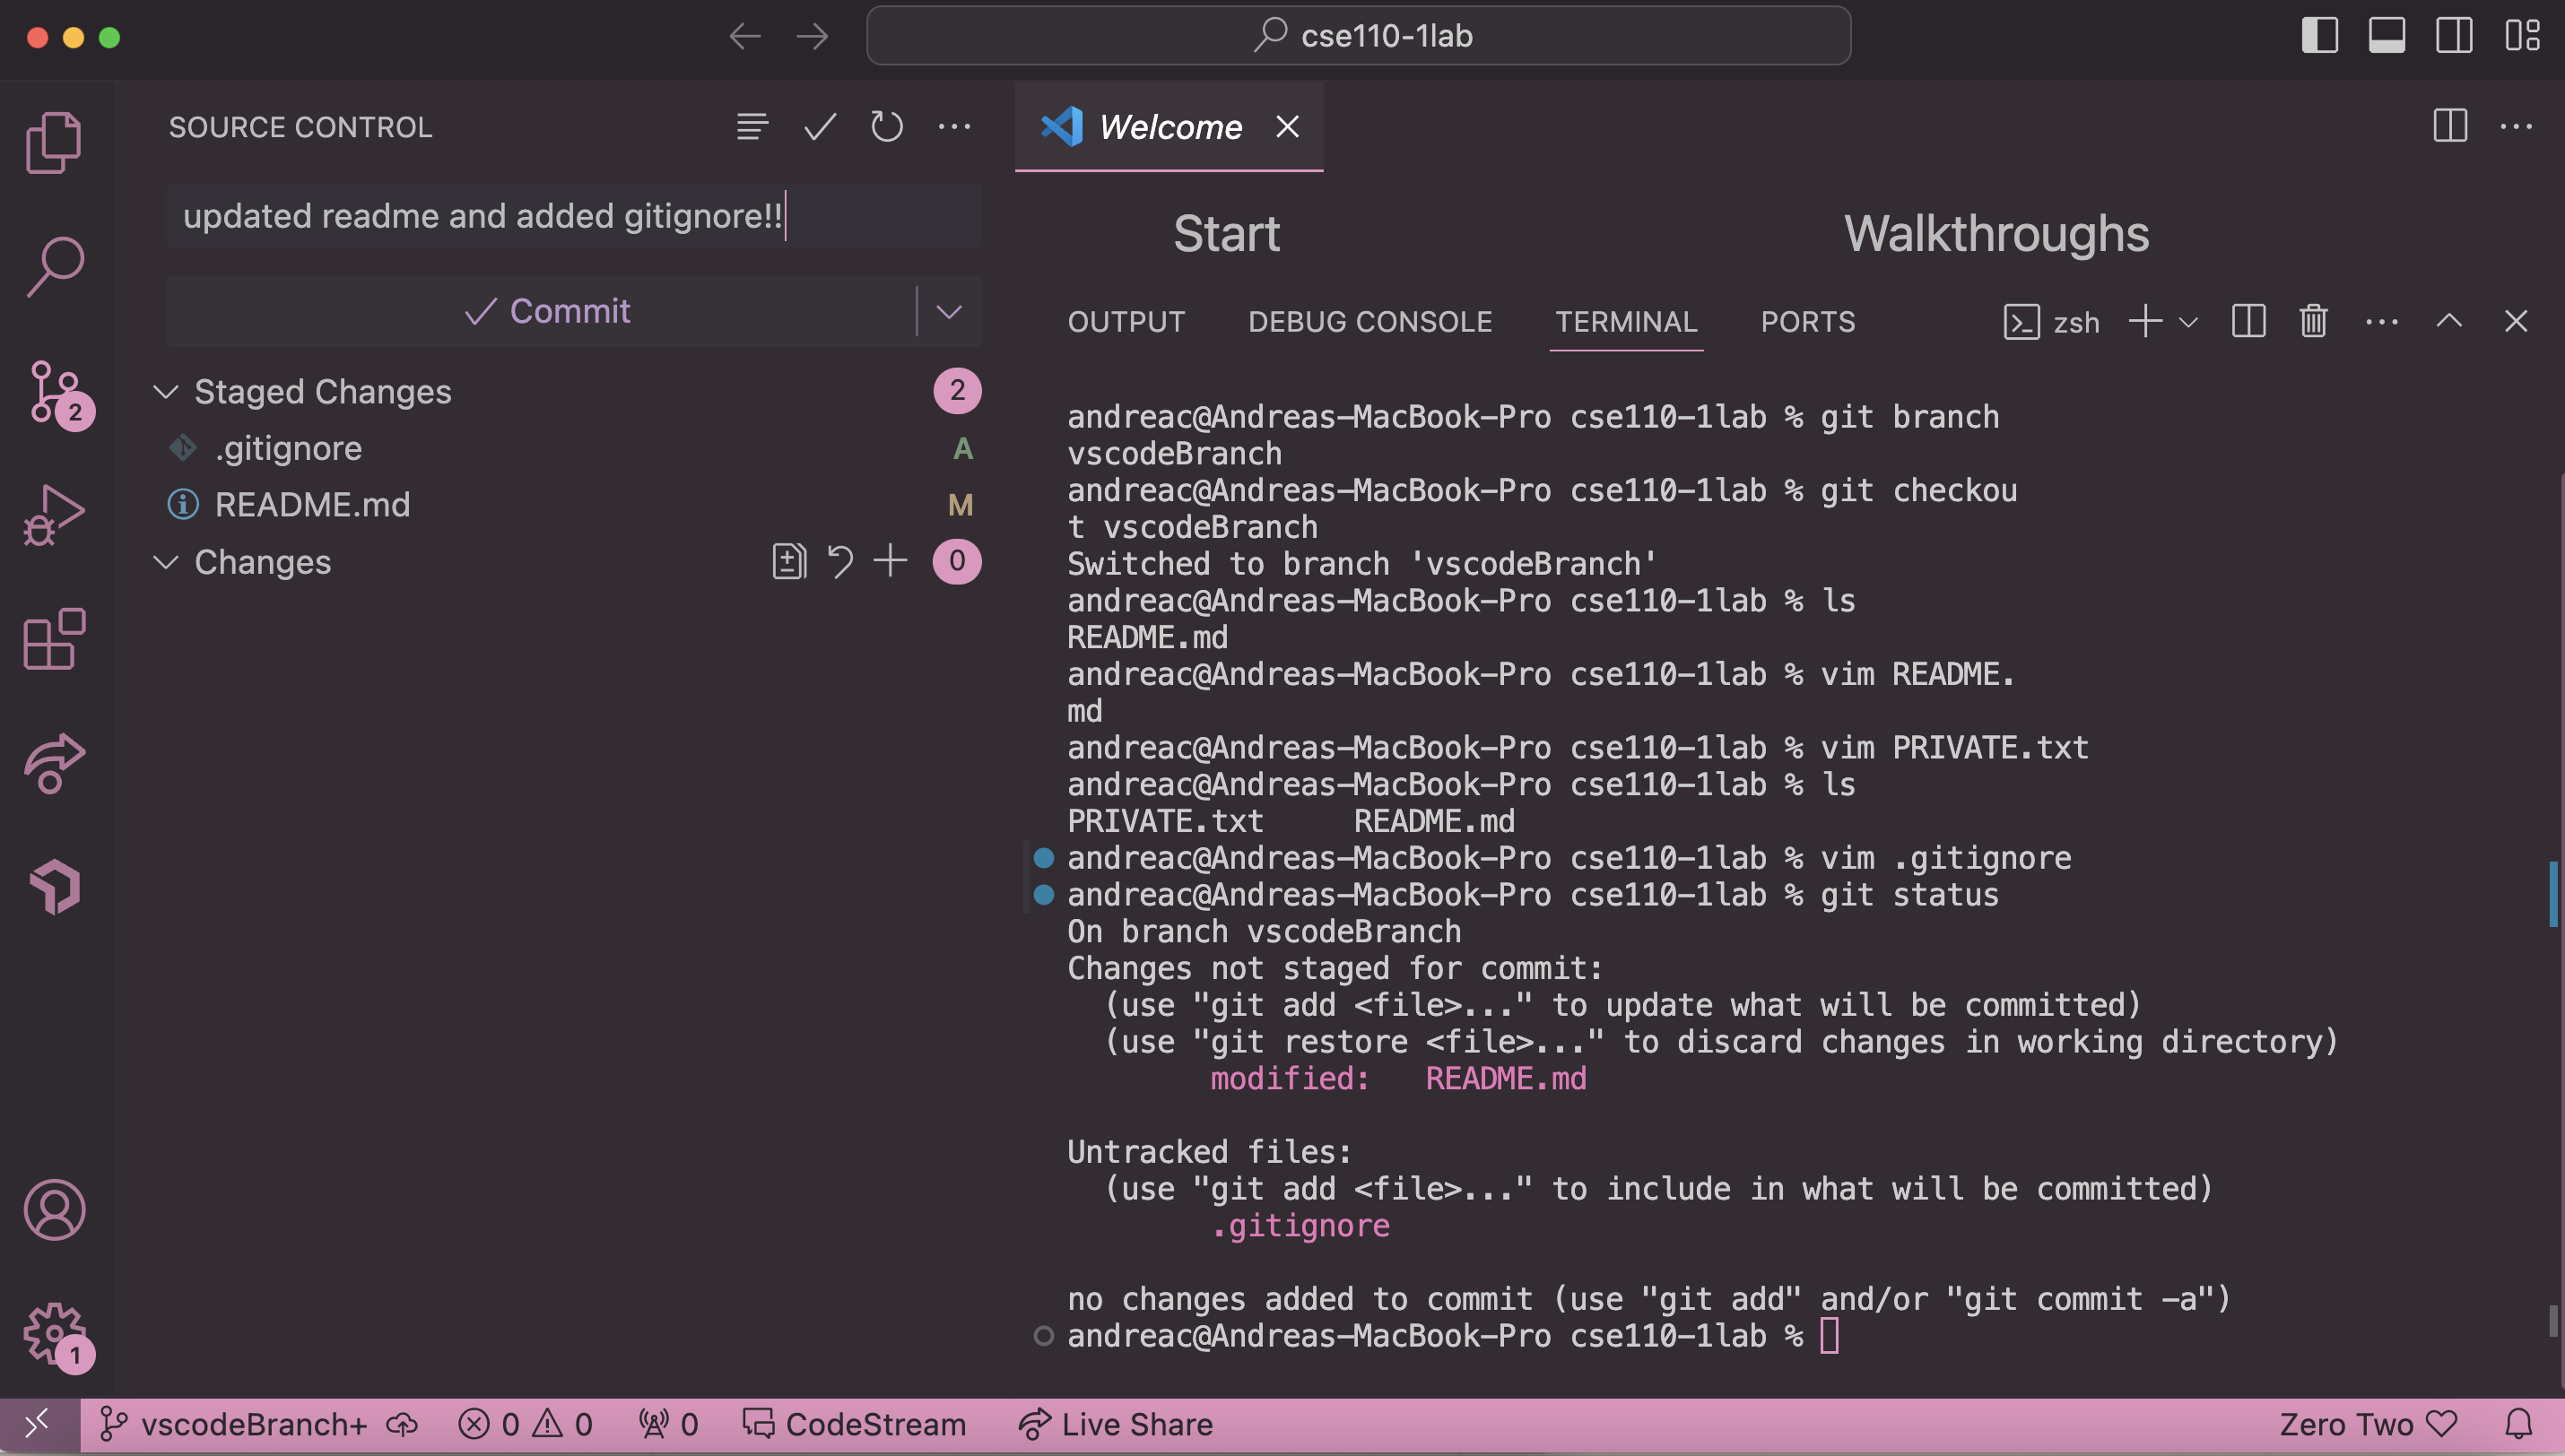 cse110-1lab
SOURCE CONTROL
updated readme and added gitignore!!
Commit
Staged Changes 2
.gitignore A
README.md M
Changes 0
2
1
Welcome
Start Walkthroughs
OUTPUT DEBUG CONSOLE TERMINAL PORTS zsh
andreac@Andreas-MacBook-Pro cse110-1lab % git branch
vscodeBranch
andreac@Andreas-MacBook-Pro cse110-1lab % git checkou
t vscodeBranch
Switched to branch 'vscodeBranch'
andreac@Andreas-MacBook-Pro cse110-1lab % ls
README.md
andreac@Andreas-MacBook-Pro cse110-1lab % vim README.
md
andreac@Andreas-MacBook-Pro cse110-1lab % vim PRIVATE.txt
andreac@Andreas-MacBook-Pro cse110-1lab % ls
PRIVATE.txt README.md
andreac@Andreas-MacBook-Pro cse110-1lab % vim .gitignore
andreac@Andreas-MacBook-Pro cse110-1lab % git status
On branch vscodeBranch
Changes not staged for commit:
(use "git add <file>..." to update what will be committed)
(use "git restore <file>..." to discard changes in working directory)
modified: README.md
Untracked files:
(use "git add <file>..." to include in what will be committed)
.gitignore
no changes added to commit (use "git add" and/or "git commit -a")
andreac@Andreas-MacBook-Pro cse110-1lab %
vscodeBranch+ 0 0 0 CodeStream Live Share Zero Two